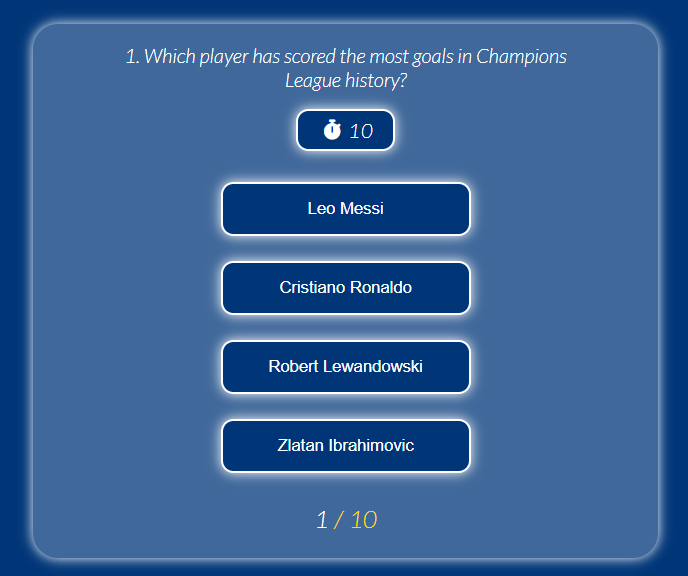 1. Which player has scored the most goals in Champions
League history?
10
Leo Messi
Cristiano Ronaldo
Robert Lewandowski
Zlatan Ibrahimovic
1 / 10